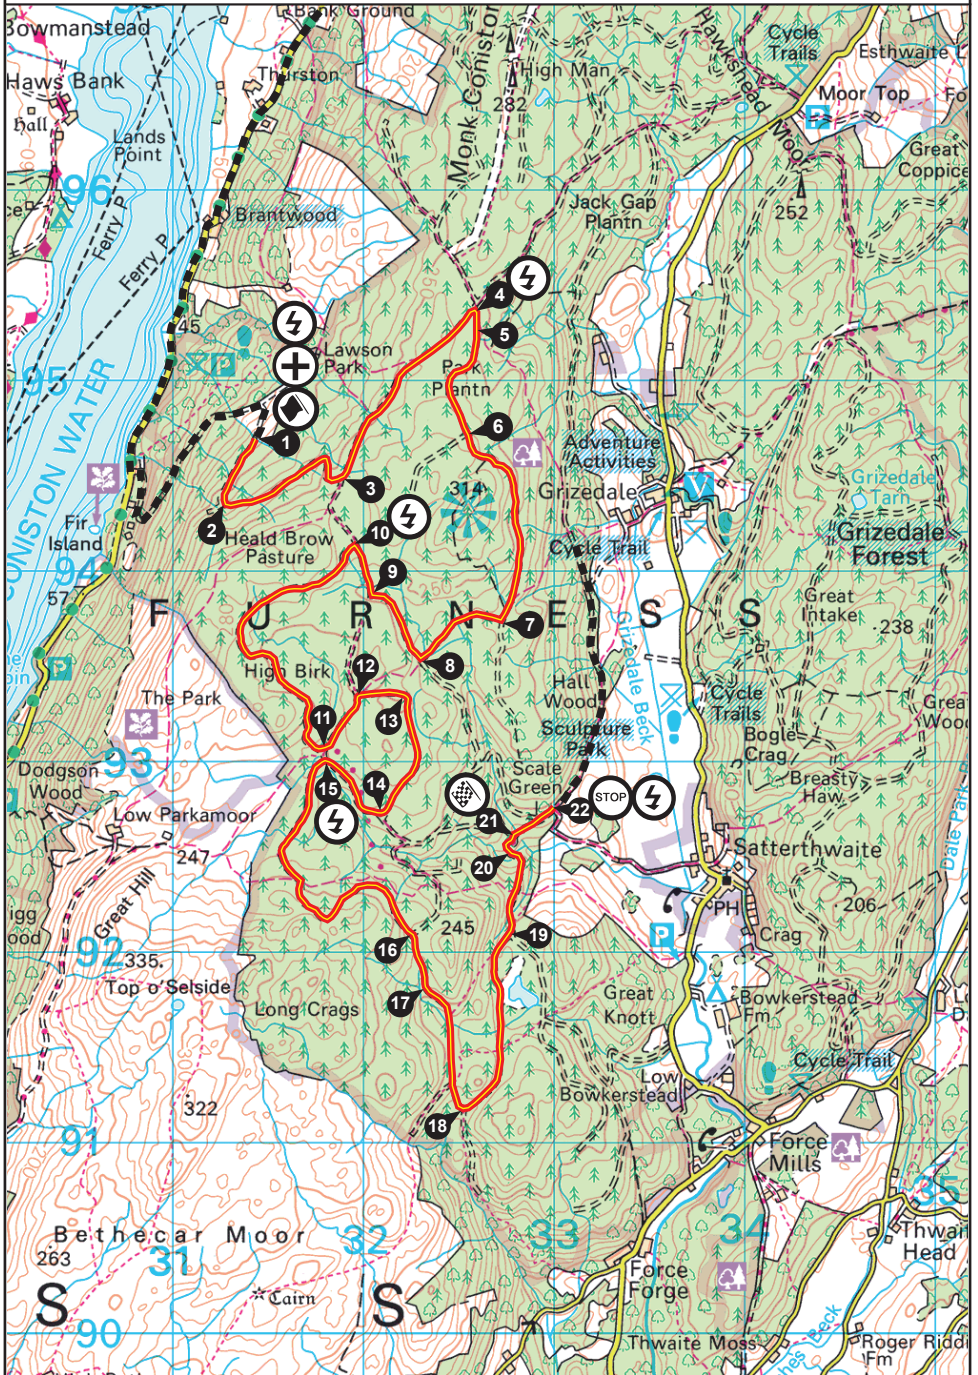 Bowmanstead
Bank Ground
Haws Bank
Thurston
Hall
Lands
Point
High Man
282
Monk Coniston
Hawkshead
Moor
Cycle
Trails
Esthwaite
Moor Top
P
Great
Coppice
96
Ferry P
Ferry P
Brantwood
Jack Gap
Plantn
252
4
5
45
P
Lawson
Park
Park
Plantn
95
CONISTON WATER
1
2
3
6
314
Adventure
Activities
Grizedale
V
Grizedale
Tarn
Grizedale
Forest
Fir
Island
Heald Brow
Pasture
10
9
Cycle Trail
94
57
F U R N E S S
7
8
Great
Intake
238
Grizedale Beck
P
High Birk
12
Hall
Wood
The Park
11
13
Cycle
Trails
Sculpture
Park
Bogle
Crag
Great
Wood
93
Dodgson
Wood
15
14
Scale
Green
Breasty
Haw
Low Parkamoor
21
22
STOP
247
20
Satterthwaite
Dale Park
Great Hill
PH
206
245
19
Crag
16
P
92
335
Top o'Selside
17
Long Crags
Great
Knott
Bowkerstead
Fm
Low
Bowkerstead
Cycle Trail
322
18
91
Force
Mills
35
Bethecar Moor
263
31
32
33
34
Thwaite
Head
Force
Forge
S S
Cairn
90
Thwaite Moss
Beck
Roger Riddi
Fm